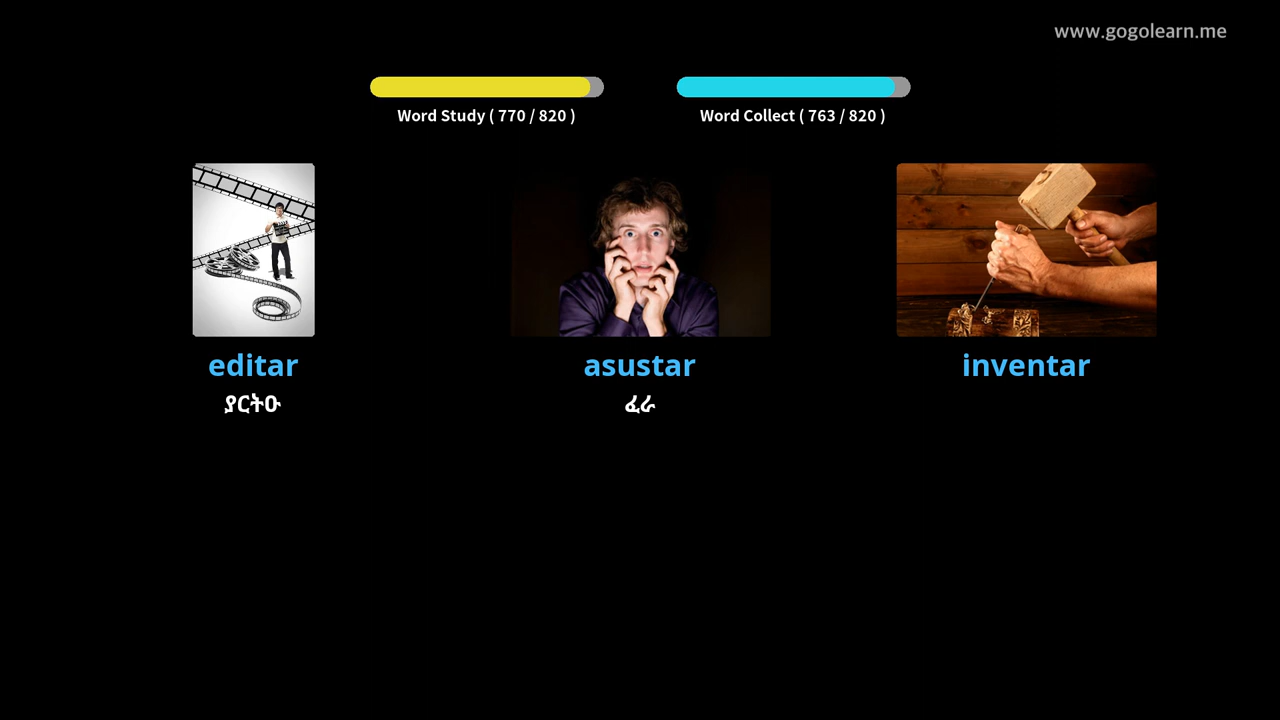 www.gogolearn.me
Word Study ( 770 / 820 )
Word Collect ( 763 / 820 )
editar
asustar
inventar
ያርትዑ
ፈራ